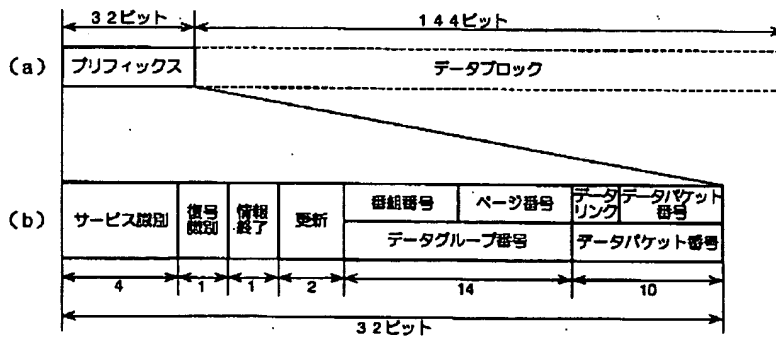 32ビット
144ビット
(a)
プリフィックス
データブロック
(b)
サービス識別
復号
識別
情報
終了
更新
番組番号
ページ番号
データグループ番号
データ
リンク
データパケット
番号
データパケット番号
4
1
1
2
14
10
32ビット